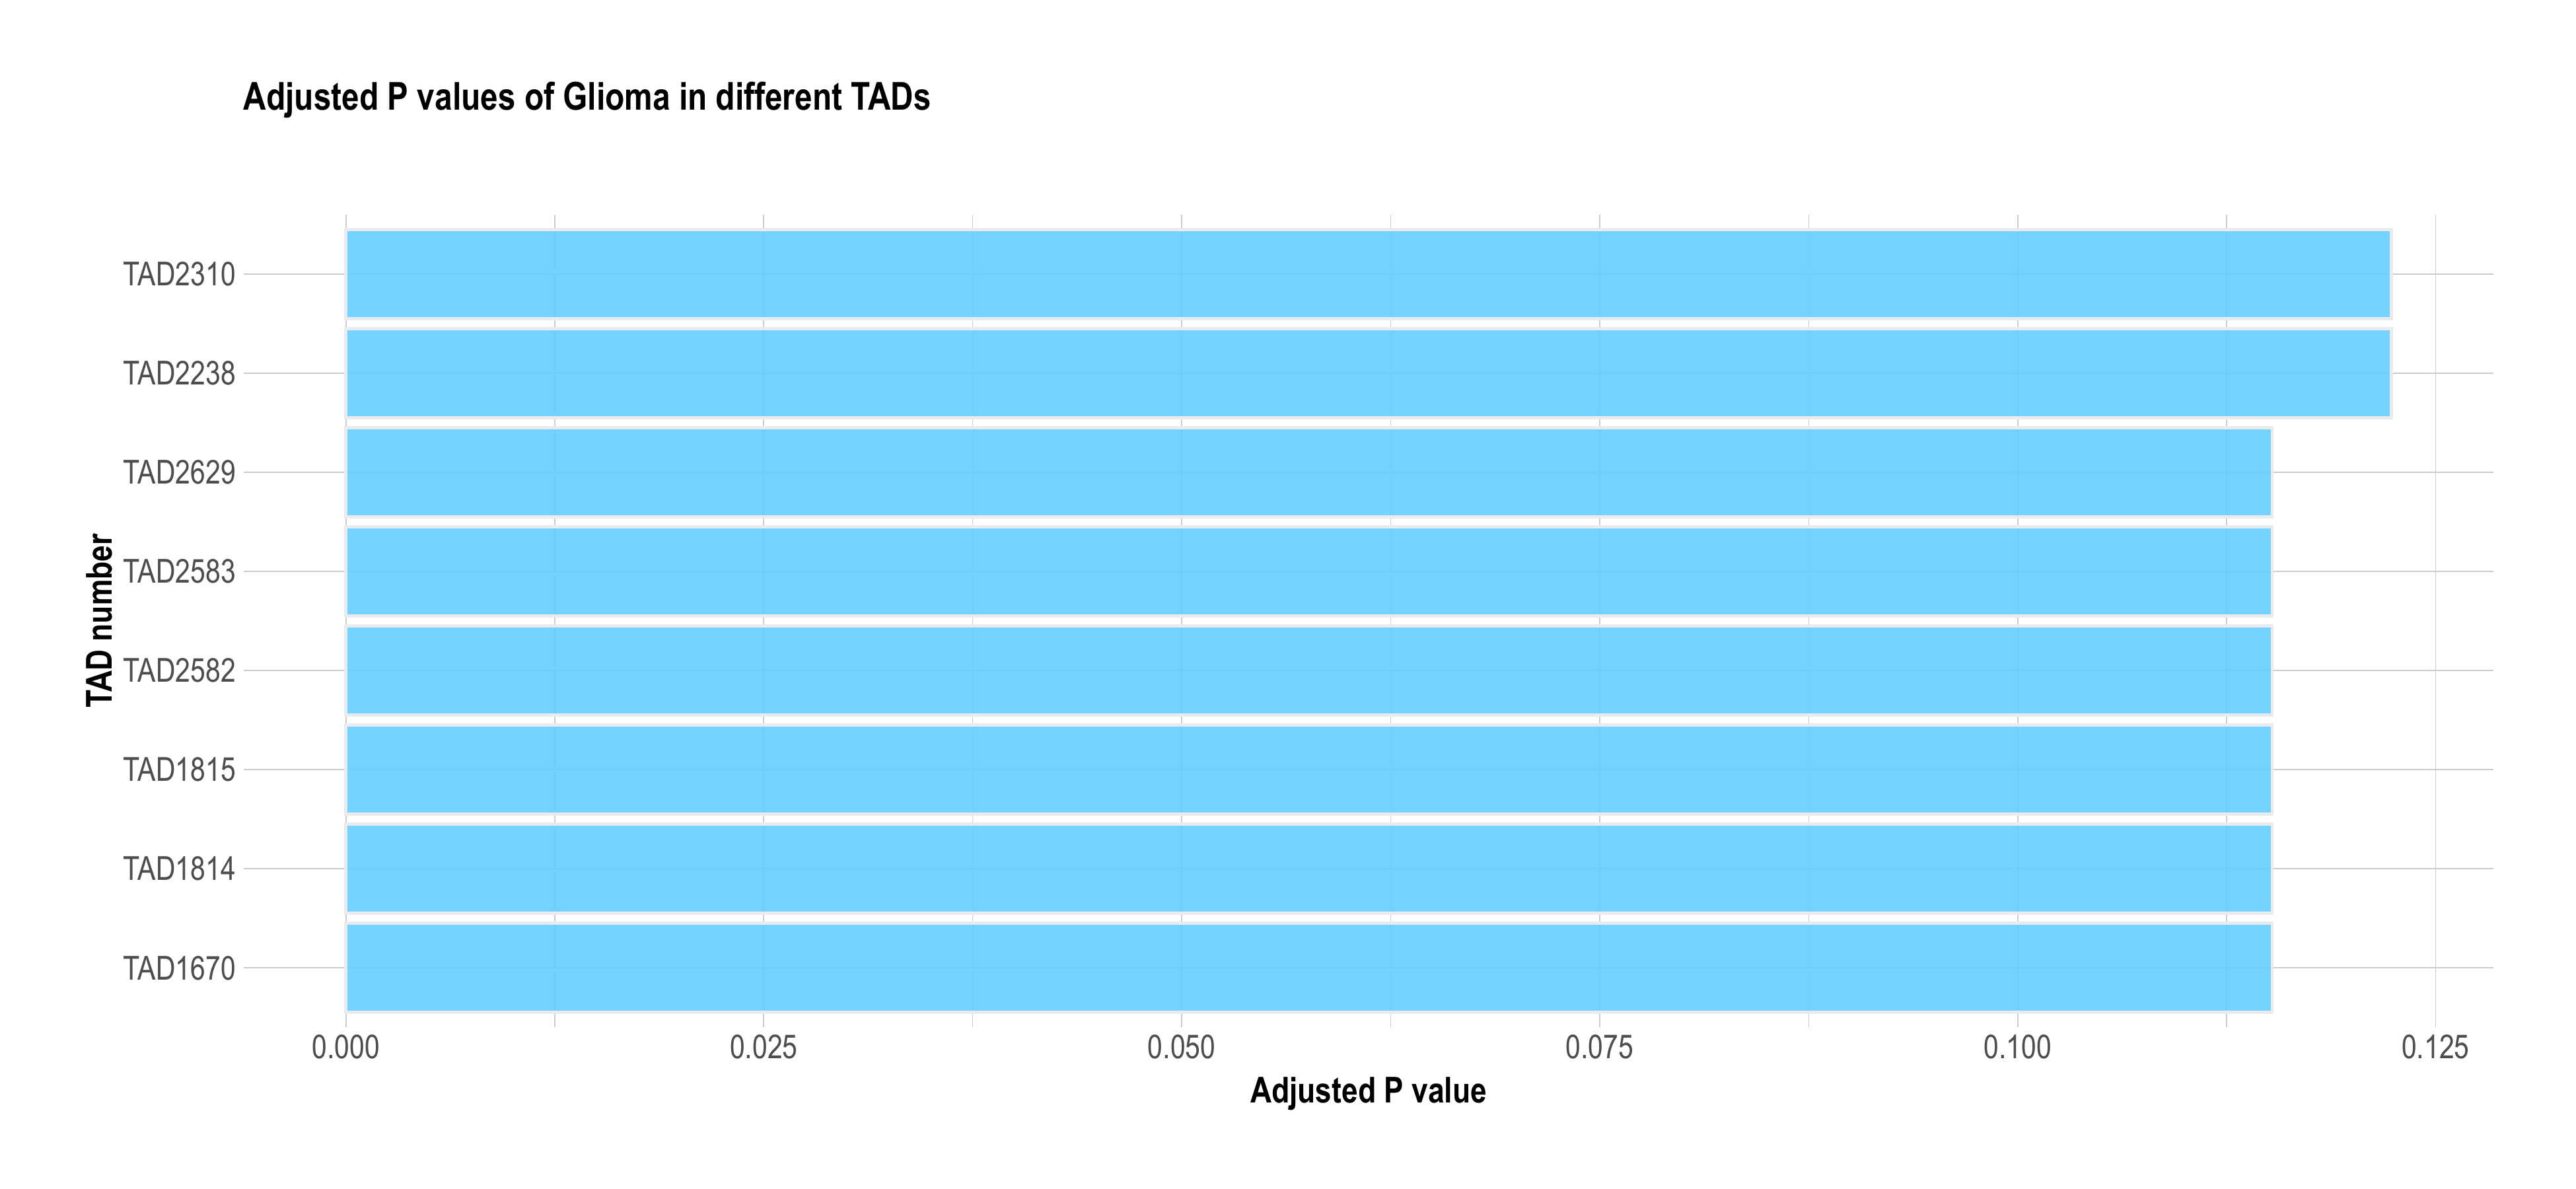 Adjusted P values of Glioma in different TADs
TAD number
TAD2310
TAD2238
TAD2629
TAD2583
TAD2582
TAD1815
TAD1814
TAD1670
0.000 0.025 0.050 0.075 0.100 0.125
Adjusted P value